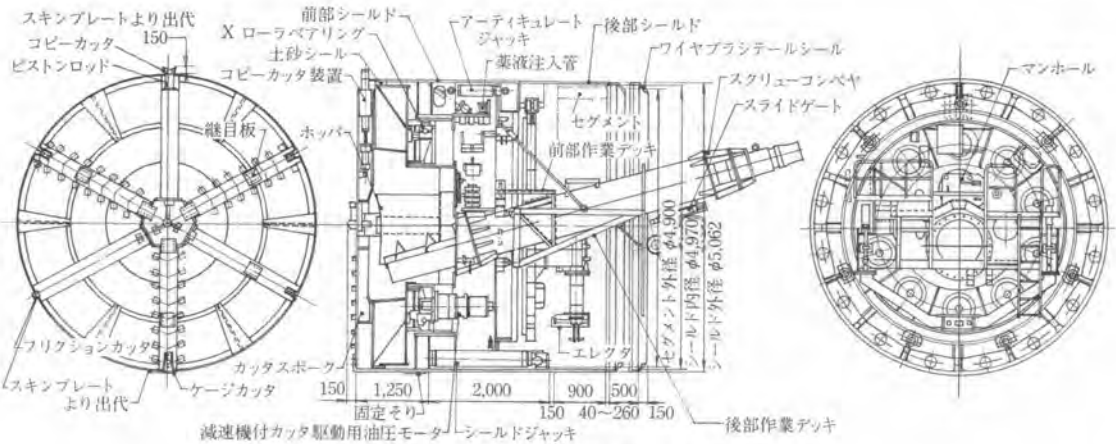 スキンプレートより出代
150
コピーカッタ
ピストンロッド
継目板
フリクションカッタ
スキンプレート
より出代
ケージカッタ
前部シールド
X ローラベアリング
土砂シール
コピーカッタ装置
ホッパ
アーティキュレート
ジャッキ
薬液注入管
後部シールド
ワイヤブラシテールシール
スクリューコンベヤ
スライドゲート
セグメント
前部作業デッキ
マンホール
セグメント外径 φ4,900
シールド内径 φ4,970
シールド外径 φ5,062
カッタスポーク
エレクタ
150 1,250 2,000 900 500
150 40〜260 150
固定そり
減速機付カッタ駆動用油圧モータ
シールドジャッキ
後部作業デッキ